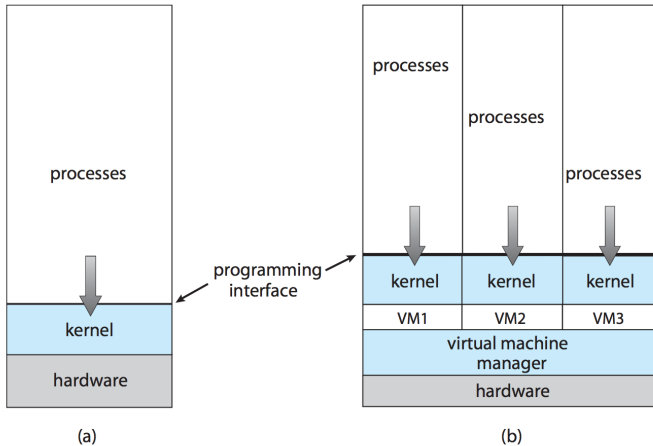 processes
kernel
hardware
(a)
programming
interface
processes
processes
processes
kernel
kernel
kernel
VM1
VM2
VM3
virtual machine
manager
hardware
(b)